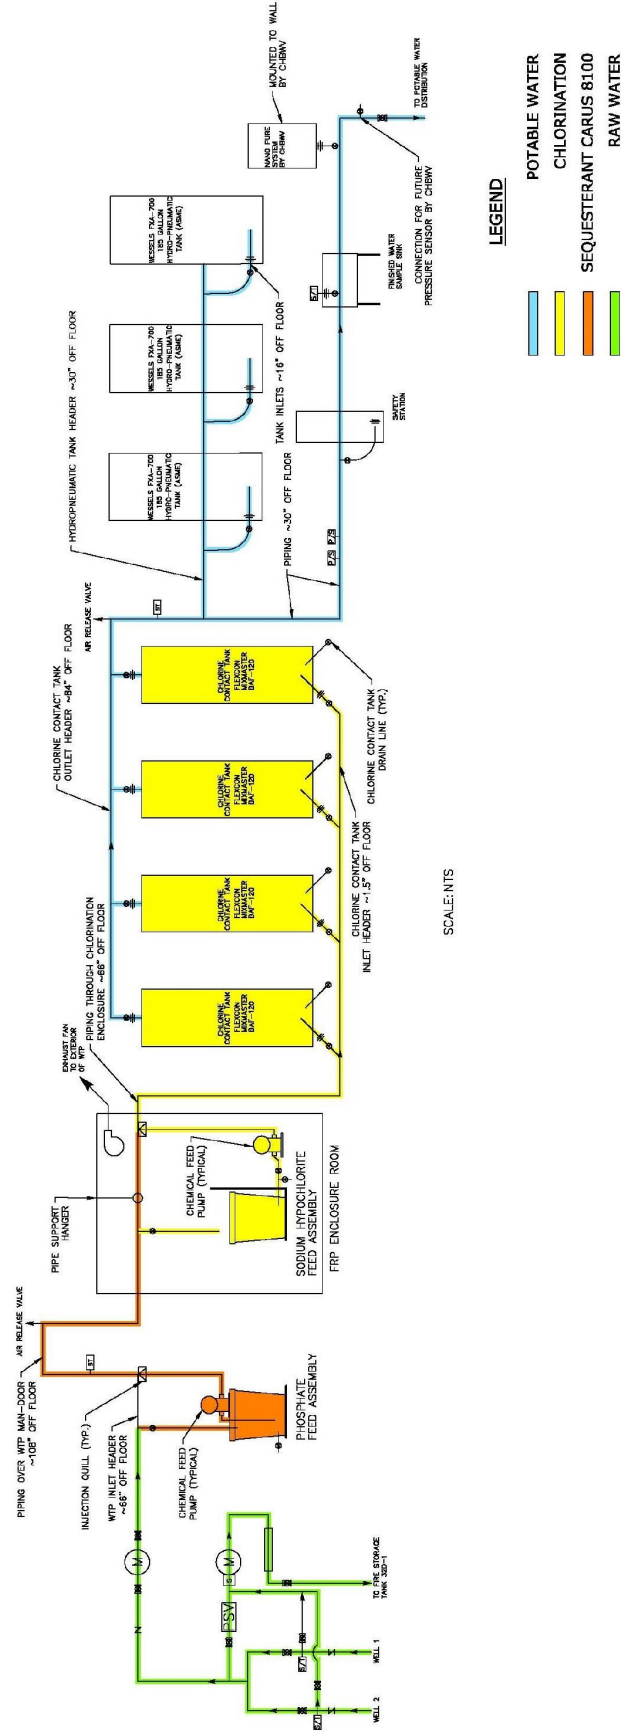 MOUNTED TO WALL
BY CHBWV
NANO PURE
SYSTEM
BY CHBWV
TO POTABLE WATER
DISTRIBUTION
CONNECTION FOR FUTURE
PRESSURE SENSOR BY CHBWV
WESSELS FXA-700
185 GALLON
HYDRO-PNEUMATIC
TANK (ASME)
WESSELS FXA-700
185 GALLON
HYDRO-PNEUMATIC
TANK (ASME)
WESSELS FXA-700
185 GALLON
HYDRO-PNEUMATIC
TANK (ASME)
HYDROPNEUMATIC TANK HEADER ~30" OFF FLOOR
TANK INLETS ~16" OFF FLOOR
S/T
FINISHED WATER
SAMPLE SINK
SAFETY
STATION
PIPING ~30" OFF FLOOR
P/S
P/S
AIR RELEASE VALVE
ST
CHLORINE CONTACT TANK
OUTLET HEADER ~84" OFF FLOOR
CHLORINE
CONTACT TANK
FLEXCON
MIXMASTER
BAF-120
CHLORINE
CONTACT TANK
FLEXCON
MIXMASTER
BAF-120
CHLORINE
CONTACT TANK
FLEXCON
MIXMASTER
BAF-120
CHLORINE
CONTACT TANK
FLEXCON
MIXMASTER
BAF-120
CHLORINE CONTACT TANK
DRAIN LINE (TYP.)
CHLORINE CONTACT TANK
INLET HEADER ~1.5" OFF FLOOR
PIPING THROUGH CHLORINATION
ENCLOSURE ~66" OFF FLOOR
EXHAUST FAN
TO EXTERIOR
OF WTP
PIPE SUPPORT
HANGER
CHEMICAL FEED
PUMP (TYPICAL)
SODIUM HYPOCHLORITE
FEED ASSEMBLY
FRP ENCLOSURE ROOM
AIR RELEASE VALVE
PIPING OVER WTP MAN-DOOR
~108" OFF FLOOR
ST
INJECTION QUILL (TYP.)
WTP INLET HEADER
~66" OFF FLOOR
CHEMICAL FEED
PUMP (TYPICAL)
PHOSPHATE
FEED ASSEMBLY
M
M
S
PSV
N
TO FIRE STORAGE
TANK 32D-1
S/T
S/T
WELL 1
WELL 2
SCALE: NTS
LEGEND
POTABLE WATER
CHLORINATION
SEQUESTERANT CARUS 8100
RAW WATER